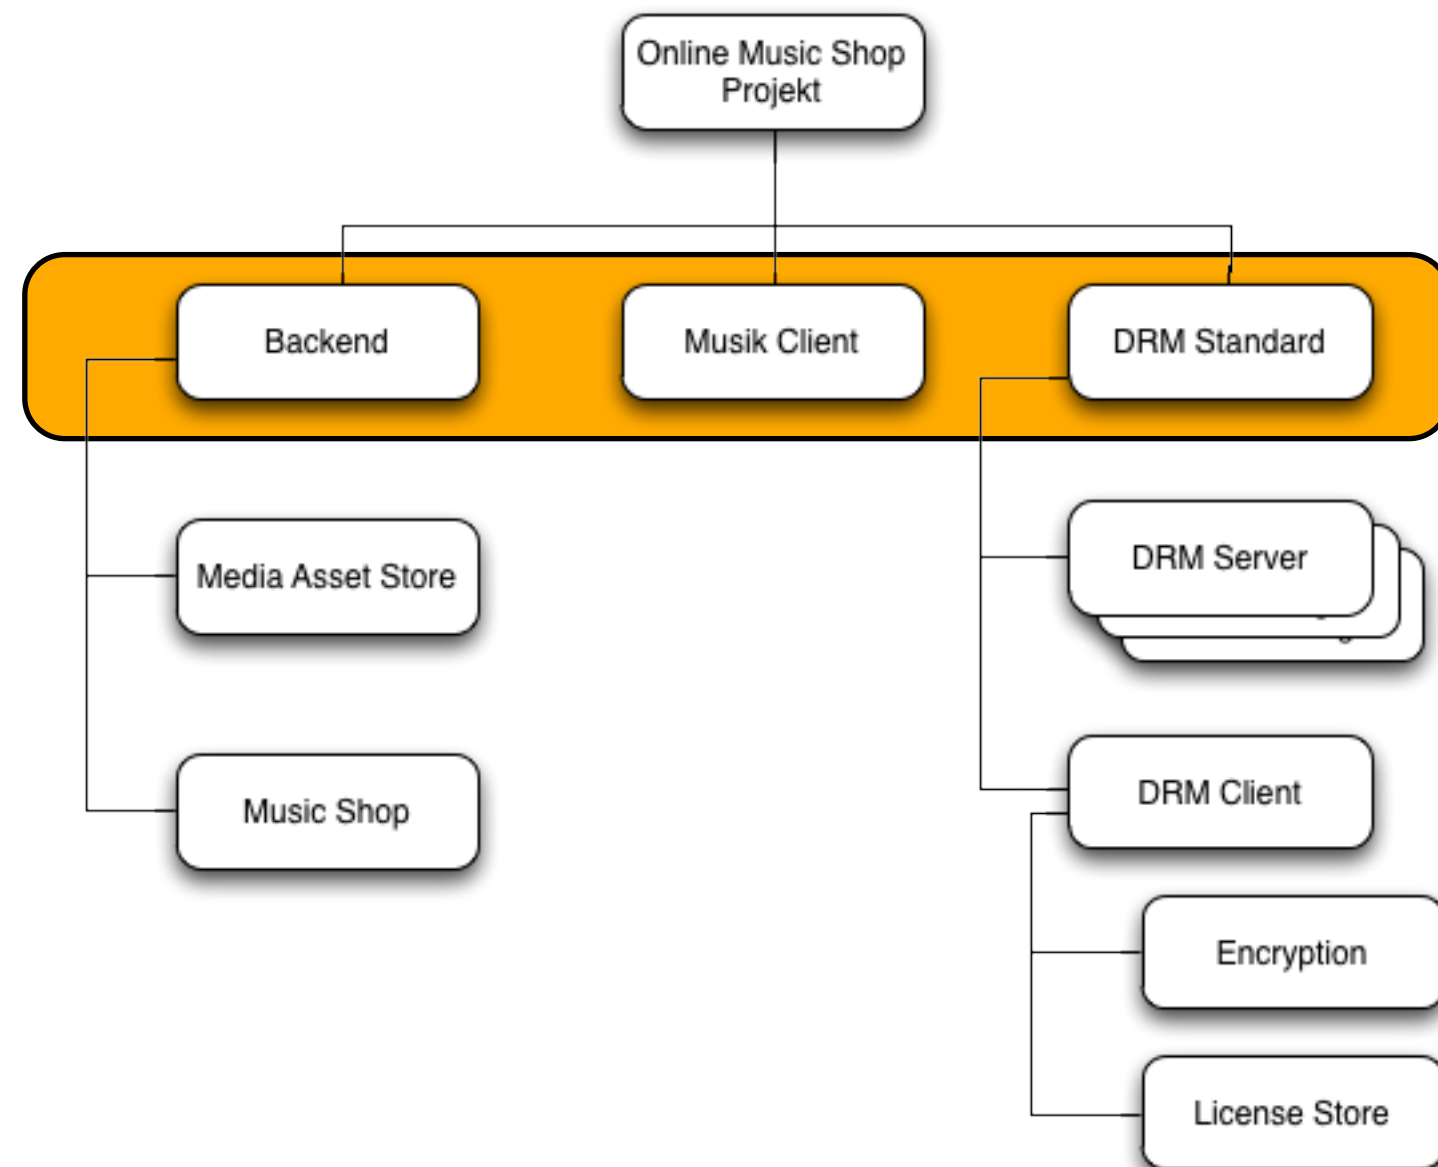 Online Music Shop
Projekt
Backend
Musik Client
DRM Standard
Media Asset Store
DRM Server
Music Shop
DRM Client
Encryption
License Store